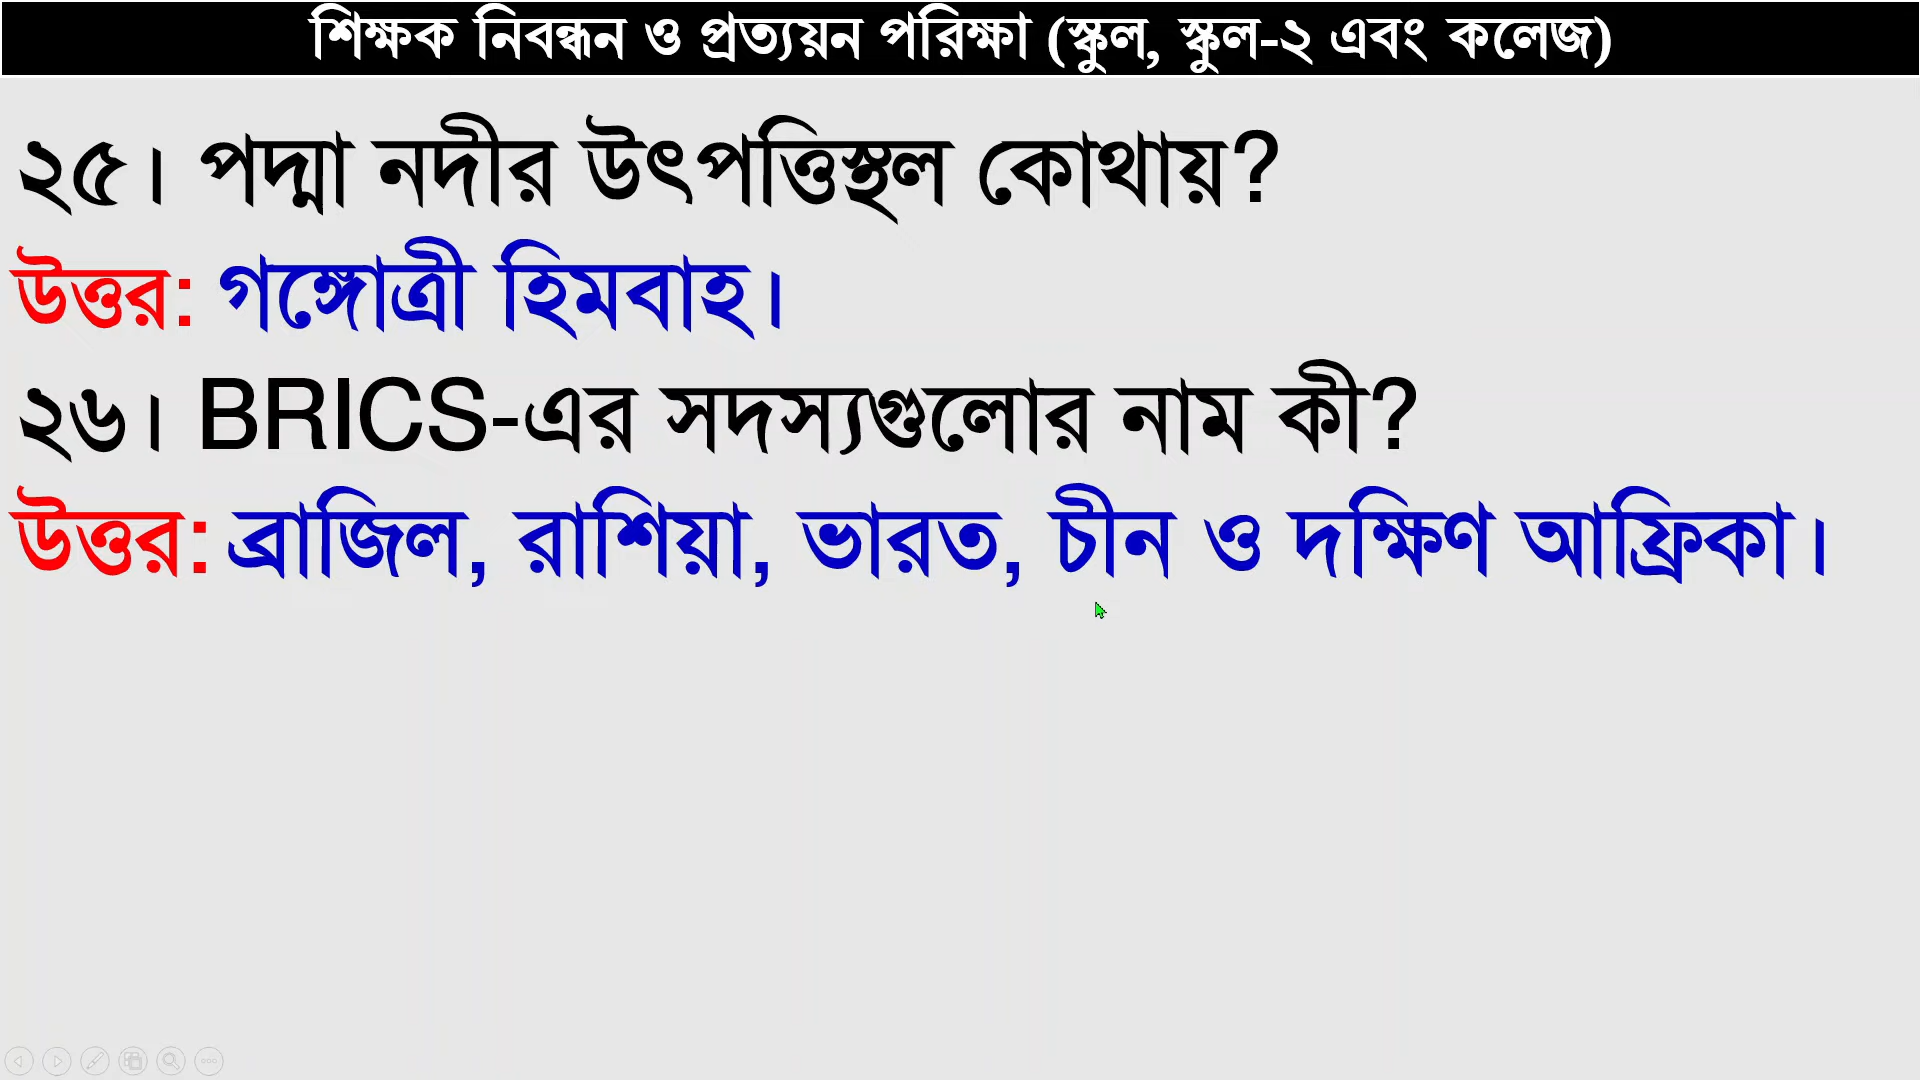 শিক্ষক নিবন্ধন ও প্রত্যয়ন পরিক্ষা (স্কুল, স্কুল-২ এবং কলেজ)
২৫। পদ্মা নদীর উৎপত্তিস্থল কোথায়?
উত্তর: গঙ্গোত্রী হিমবাহ।
২৬। BRICS-এর সদস্যগুলোর নাম কী?
উত্তর: ব্রাজিল, রাশিয়া, ভারত, চীন ও দক্ষিণ আফ্রিকা।